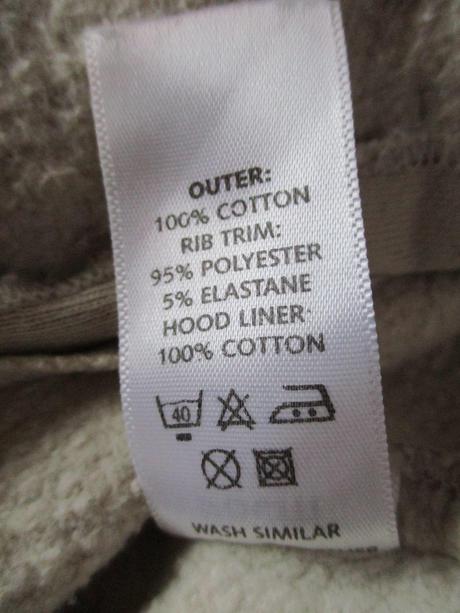 OUTER:
100% COTTON
RIB TRIM:
95% POLYESTER
5% ELASTANE
HOOD LINER:
100% COTTON
40
WASH SIMILAR